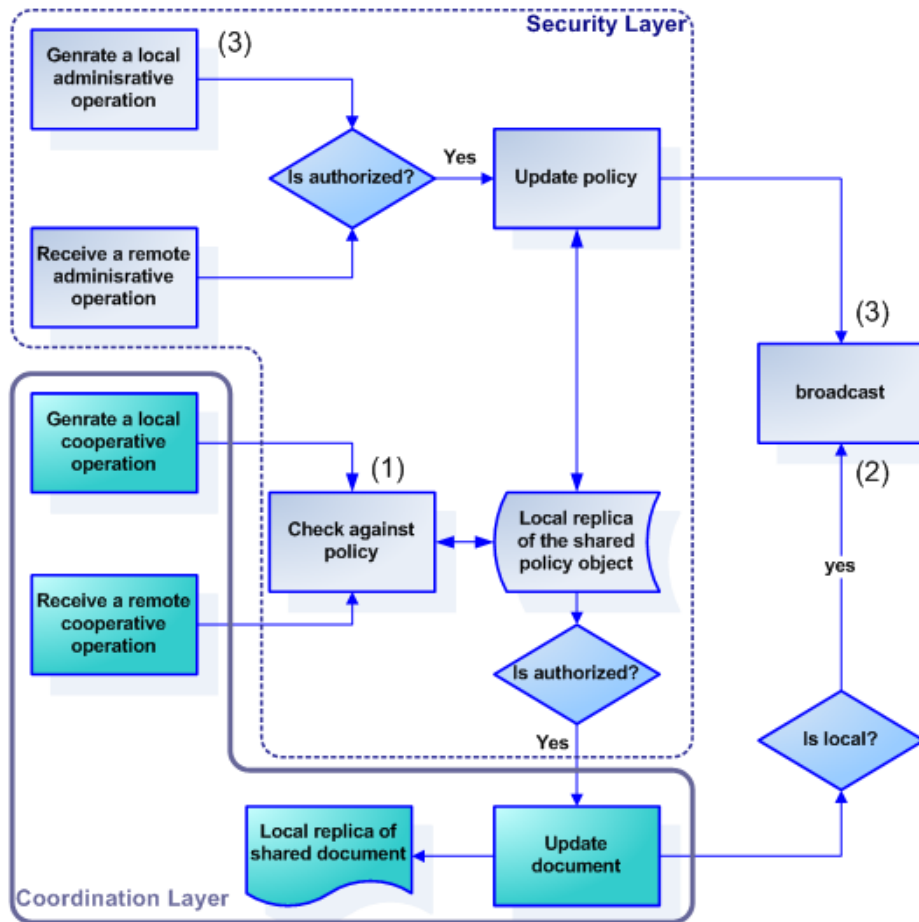 Security Layer
Genrate a local
adminisrative
operation
(3)
Is authorized?
Yes
Update policy
Receive a remote
adminisrative
operation
(3)
broadcast
(2)
Genrate a local
cooperative
operation
(1)
Check against
policy
Local replica
of the shared
policy object
yes
Receive a remote
cooperative
operation
Is authorized?
Yes
Is local?
Local replica of
shared document
Update
document
Coordination Layer